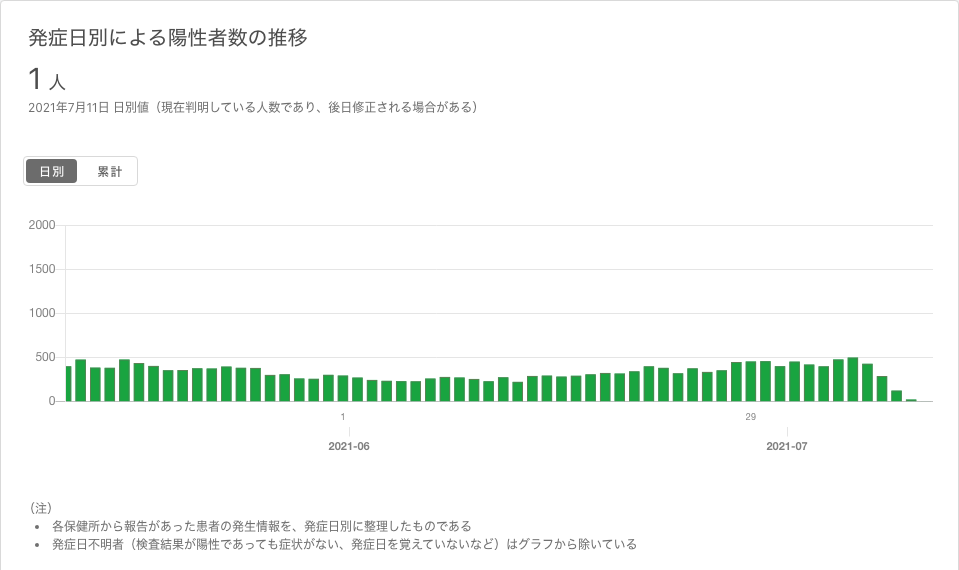 発症日別による陽性者数の推移
1 人
2021年7月11日 日別値（現在判明している人数であり、後日修正される場合がある）
日別 累計
2000
1500
1000
500
0
1 29
2021-06 2021-07
（注）
• 各保健所から報告があった患者の発生情報を、発症日別に整理したものである
• 発症日不明者（検査結果が陽性であっても症状がない、発症日を覚えていないなど）はグラフから除いている